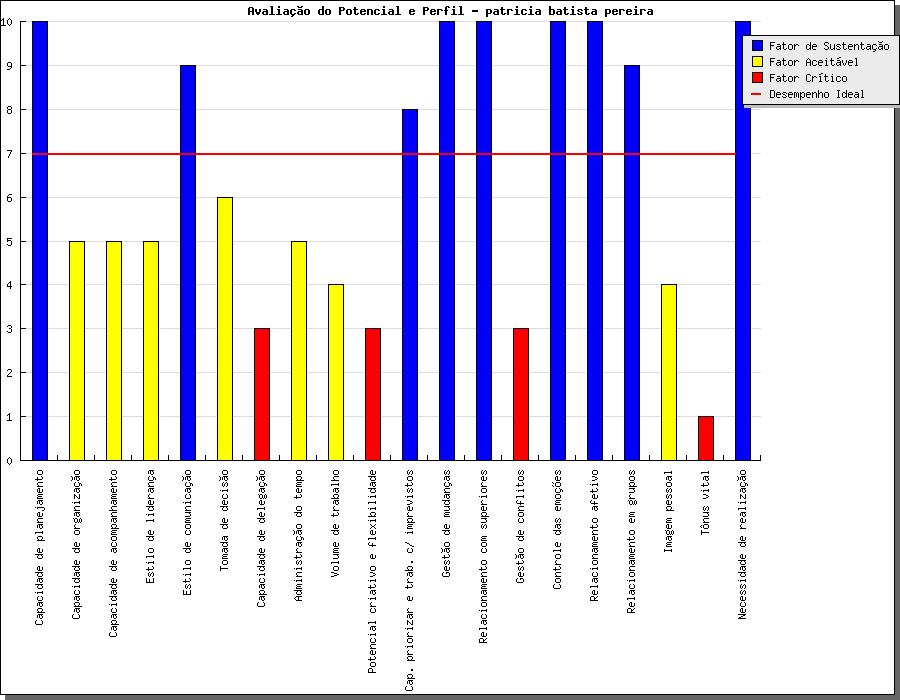 Avaliação do Potencial e Perfil - patricia batista pereira
Fator de Sustentação
Fator Aceitável
Fator Crítico
Desempenho Ideal
10
9
8
7
6
5
4
3
2
1
0
Capacidade de planejamento
Capacidade de organização
Capacidade de acompanhamento
Estilo de liderança
Estilo de comunicação
Tomada de decisão
Capacidade de delegação
Administração do tempo
Volume de trabalho
Potencial criativo e flexibilidade
Cap. priorizar e trab. c/ imprevistos
Gestão de mudanças
Relacionamento com superiores
Gestão de conflitos
Controle das emoções
Relacionamento afetivo
Relacionamento em grupos
Imagem pessoal
Tônus vital
Necessidade de realização